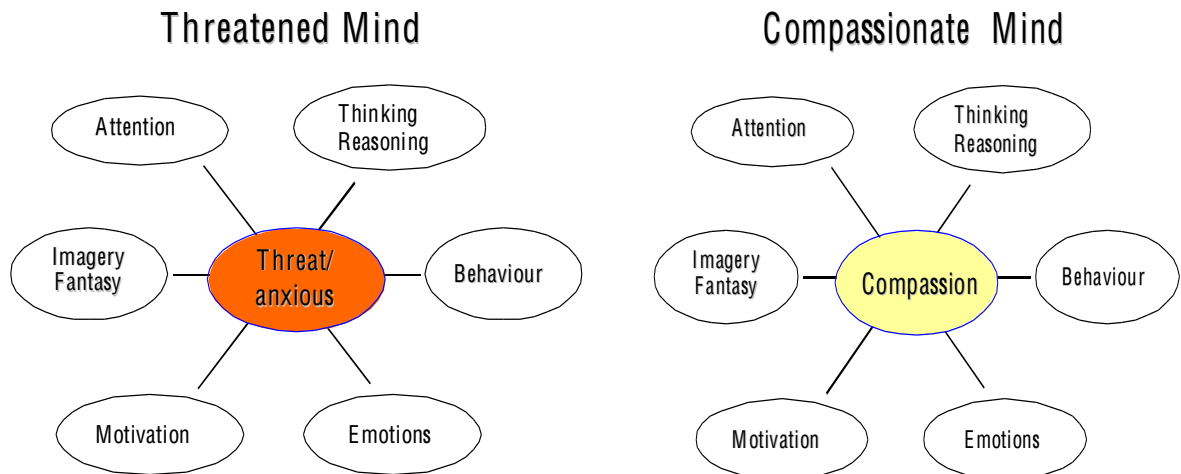 Threatened Mind
Attention
Thinking
Reasoning
Imagery
Fantasy
Threat/
anxious
Behaviour
Motivation
Emotions
Compassionate Mind
Attention
Thinking
Reasoning
Imagery
Fantasy
Compassion
Behaviour
Motivation
Emotions